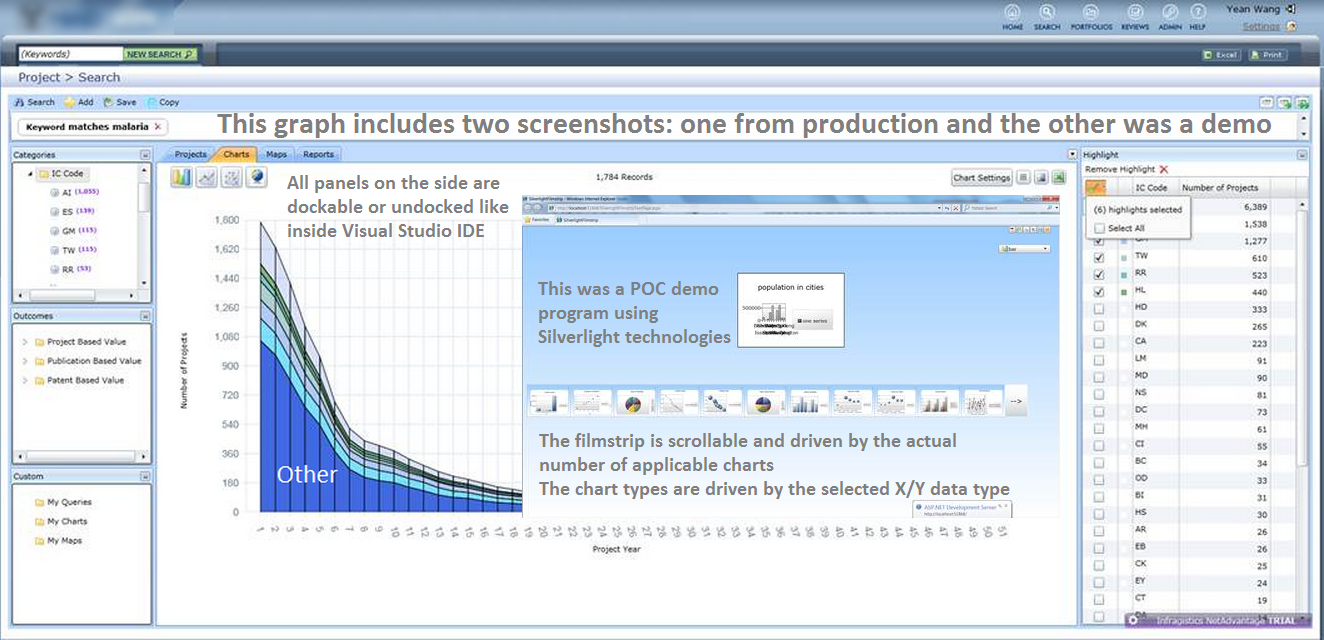 Yean Wang
HOME SEARCH PORTFOLIOS REVIEWS ADMIN HELP
Settings
(Keywords) NEW SEARCH
Excel Print
Project > Search
Search Add Save Copy
Keyword matches malaria ×
This graph includes two screenshots: one from production and the other was a demo
Categories
IC Code
AI (1,055)
ES (139)
GM (115)
TW (115)
RR (53)
Outcomes
Project Based Value
Publication Based Value
Patent Based Value
Custom
My Queries
My Charts
My Maps
Projects Charts Maps Reports
1,784 Records
Chart Settings
All panels on the side are
dockable or undocked like
inside Visual Studio IDE
Number of Projects
1,800
1,620
1,440
1,260
1,080
900
720
540
360
180
0
Other
1 2 3 4 5 6 7 8 9 10 11 12 13 14 15 16 17 18 19 20 21 22 23 24 25 26 27 28 29 30 31 32 33 34 35 36 37 38 39 40 41 42 43 44 45 46 47 48 49 50 51
Project Year
SilverlightFilmstrip - Windows Internet Explorer
Favorites SilverlightFilmstrip
This was a POC demo
program using
Silverlight technologies
population in cities
500000
one series
-->
The filmstrip is scrollable and driven by the actual
number of applicable charts
The chart types are driven by the selected X/Y data type
ASP.NET Development Server
Highlight
Remove Highlight
IC Code Number of Projects
(6) highlights selected
Select All
6,389
1,538
1,277
TW 610
RR 523
HL 440
HD 333
DK 265
CA 223
LM 91
MD 90
NS 81
DC 73
MH 61
CI 55
BC 34
OD 33
BI 31
HS 30
AR 26
EB 26
CK 25
EY 24
CT 19
Infragistics NetAdvantage TRIAL